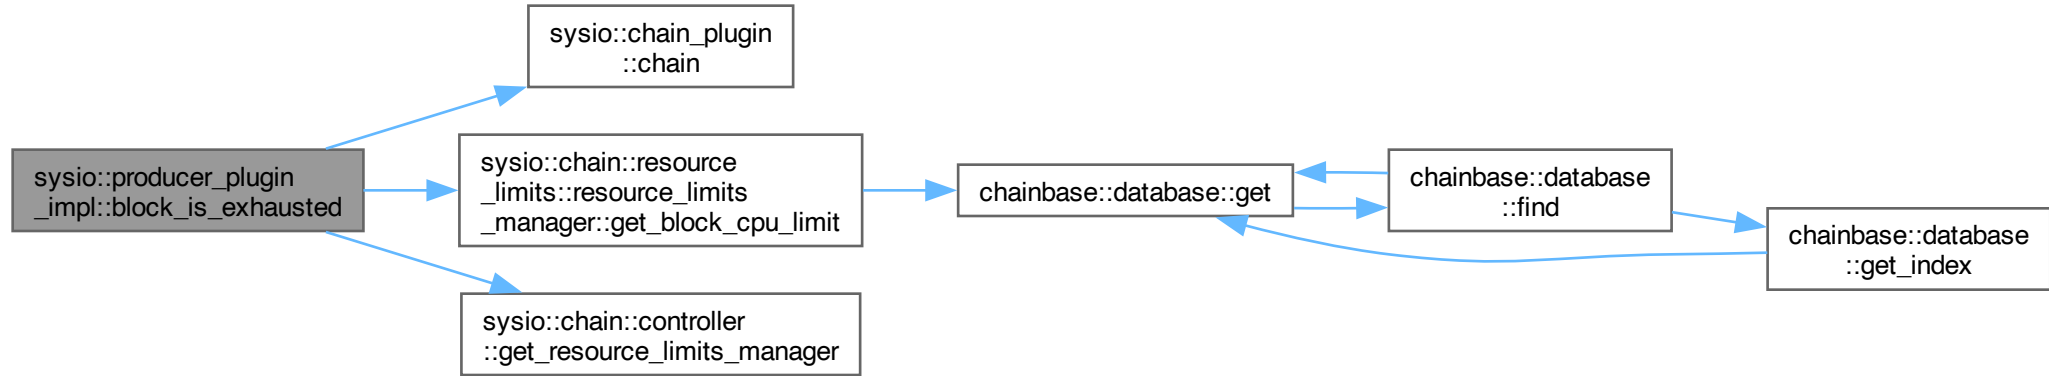 sysio::chain_plugin
::chain
sysio::producer_plugin
_impl::block_is_exhausted
sysio::chain::resource
_limits::resource_limits
_manager::get_block_cpu_limit
sysio::chain::controller
::get_resource_limits_manager
chainbase::database::get
chainbase::database
::find
chainbase::database
::get_index